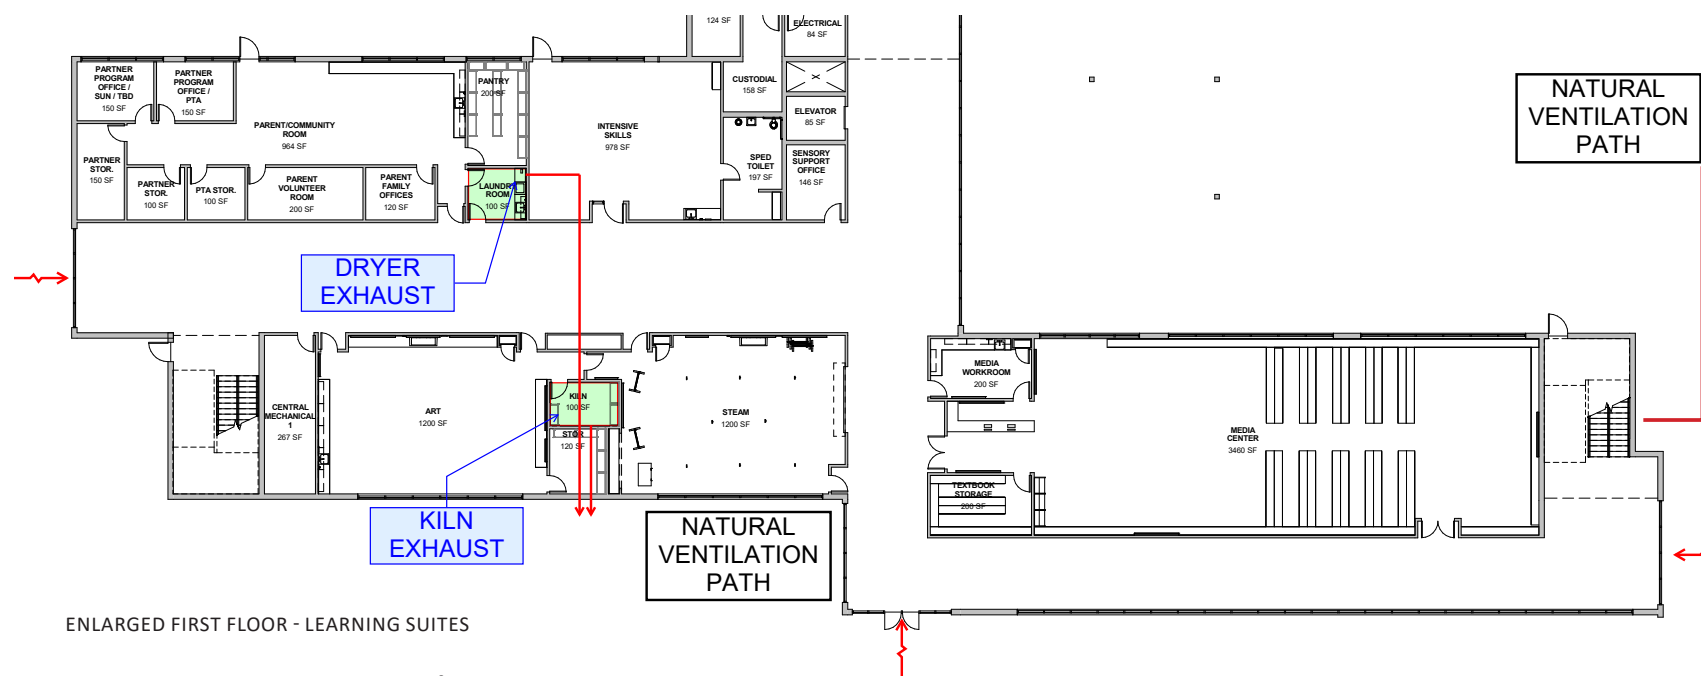 124 SF
ELECTRICAL
84 SF
PARTNER
PROGRAM
OFFICE /
SUN / TBD
150 SF
PARTNER
PROGRAM
OFFICE /
PTA
150 SF
PANTRY
200 SF
CUSTODIAL
158 SF
NATURAL
VENTILATION
PATH
PARENT/COMMUNITY
ROOM
964 SF
INTENSIVE
SKILLS
978 SF
ELEVATOR
85 SF
PARTNER
STOR.
150 SF
PARTNER
STOR.
100 SF
PTA STOR.
100 SF
PARENT
VOLUNTEER
ROOM
200 SF
PARENT
FAMILY
OFFICES
120 SF
LAUNDRY
ROOM
100 SF
SPED
TOILET
197 SF
SENSORY
SUPPORT
OFFICE
146 SF
DRYER
EXHAUST
CENTRAL
MECHANICAL
1
267 SF
ART
1200 SF
KILN
100 SF
STOR
120 SF
STEAM
1200 SF
MEDIA
WORKROOM
200 SF
MEDIA
CENTER
3460 SF
TEXTBOOK
STORAGE
200 SF
KILN
EXHAUST
NATURAL
VENTILATION
PATH
ENLARGED FIRST FLOOR - LEARNING SUITES